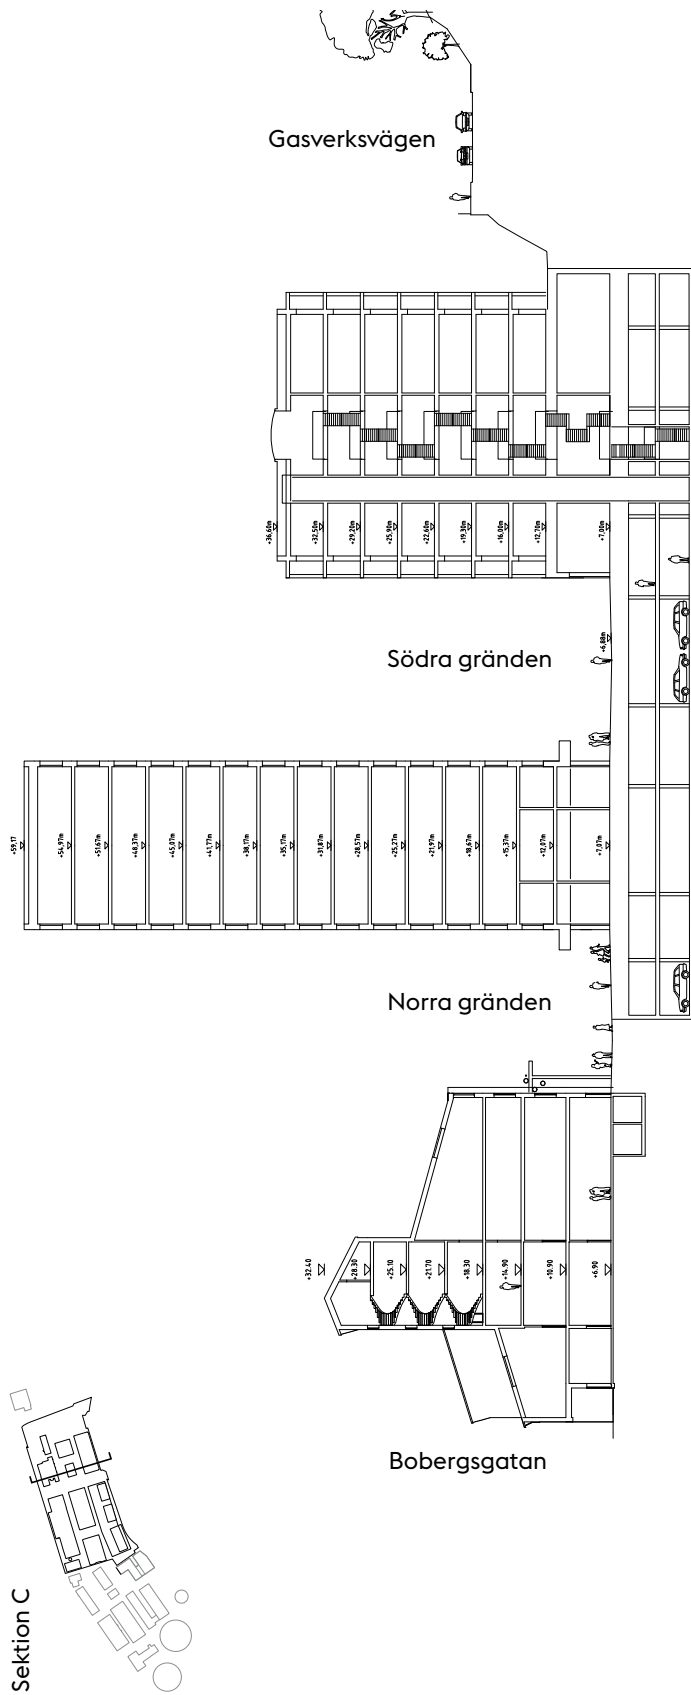 Gasverksvägen
+36,60m
+32,50m
+29,20m
+25,90m
+22,60m
+19,30m
+16,00m
+12,70m
+7,00m
Södra gränden
+6,88m
+59,17
+54,97m
+51,67m
+48,37m
+45,07m
+41,77m
+38,17m
+35,17m
+31,87m
+28,57m
+25,27m
+21,97m
+18,67m
+15,37m
+12,07m
+7,07m
Norra gränden
+32.40
+28.30
+25.10
+21.70
+18.30
+14.90
+10.90
+6.90
Bobergsgatan
Sektion C